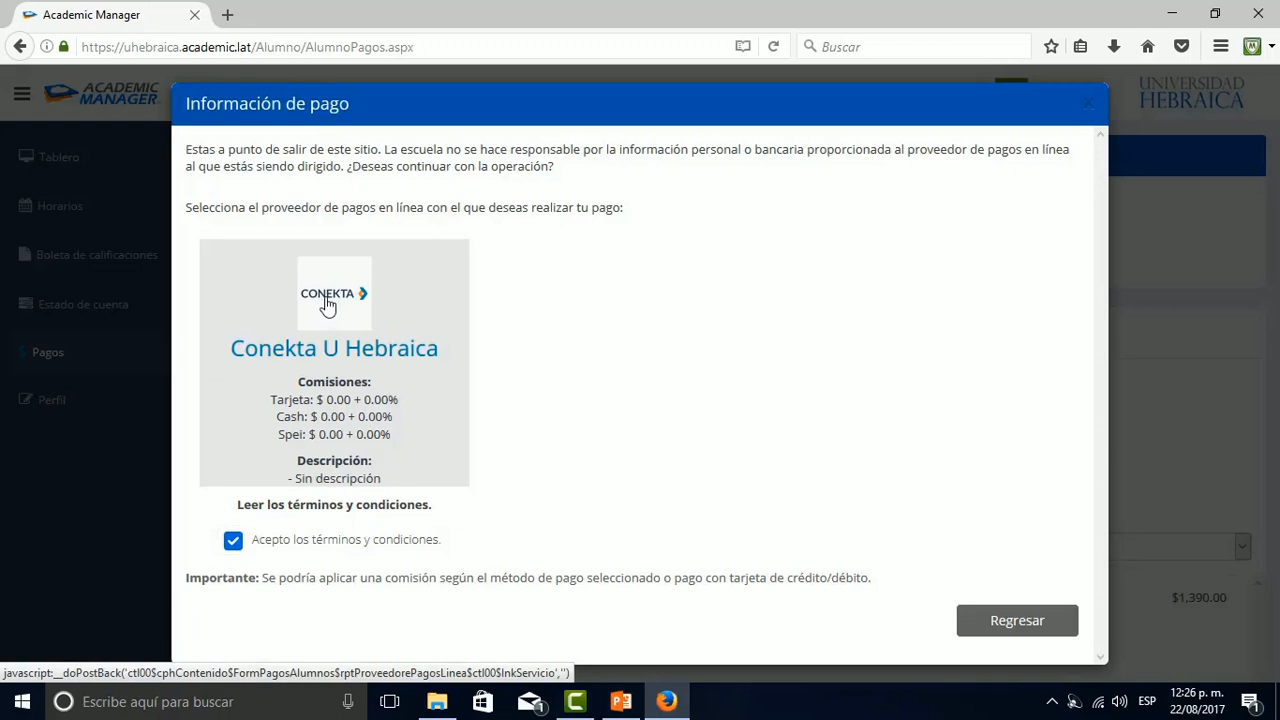 Academic Manager
https://uhebraica.academic.lat/Alumno/AlumnoPagos.aspx
Buscar
ACADEMIC
MANAGER
UNIVERSIDAD
HEBRAICA
Tablero
Horarios
Boleta de calificaciones
Estado de cuenta
Pagos
Perfil
Información de pago
Estas a punto de salir de este sitio. La escuela no se hace responsable por la información personal o bancaria proporcionada al proveedor de pagos en línea
al que estás siendo dirigido. ¿Deseas continuar con la operación?
Selecciona el proveedor de pagos en línea con el que deseas realizar tu pago:
CONEKTA
Conekta U Hebraica
Comisiones:
Tarjeta: $ 0.00 + 0.00%
Cash: $ 0.00 + 0.00%
Spei: $ 0.00 + 0.00%
Descripción:
- Sin descripción
Leer los términos y condiciones.
Acepto los términos y condiciones.
Importante: Se podría aplicar una comisión según el método de pago seleccionado o pago con tarjeta de crédito/débito.
$1,390.00
Regresar
javascript:__doPostBack('ctl00$cphContenido$FormPagosAlumnos$rptProveedorePagosLinea$ctl00$lnkServicio','')
Escribe aquí para buscar
1
ESP
12:26 p. m.
22/08/2017
1